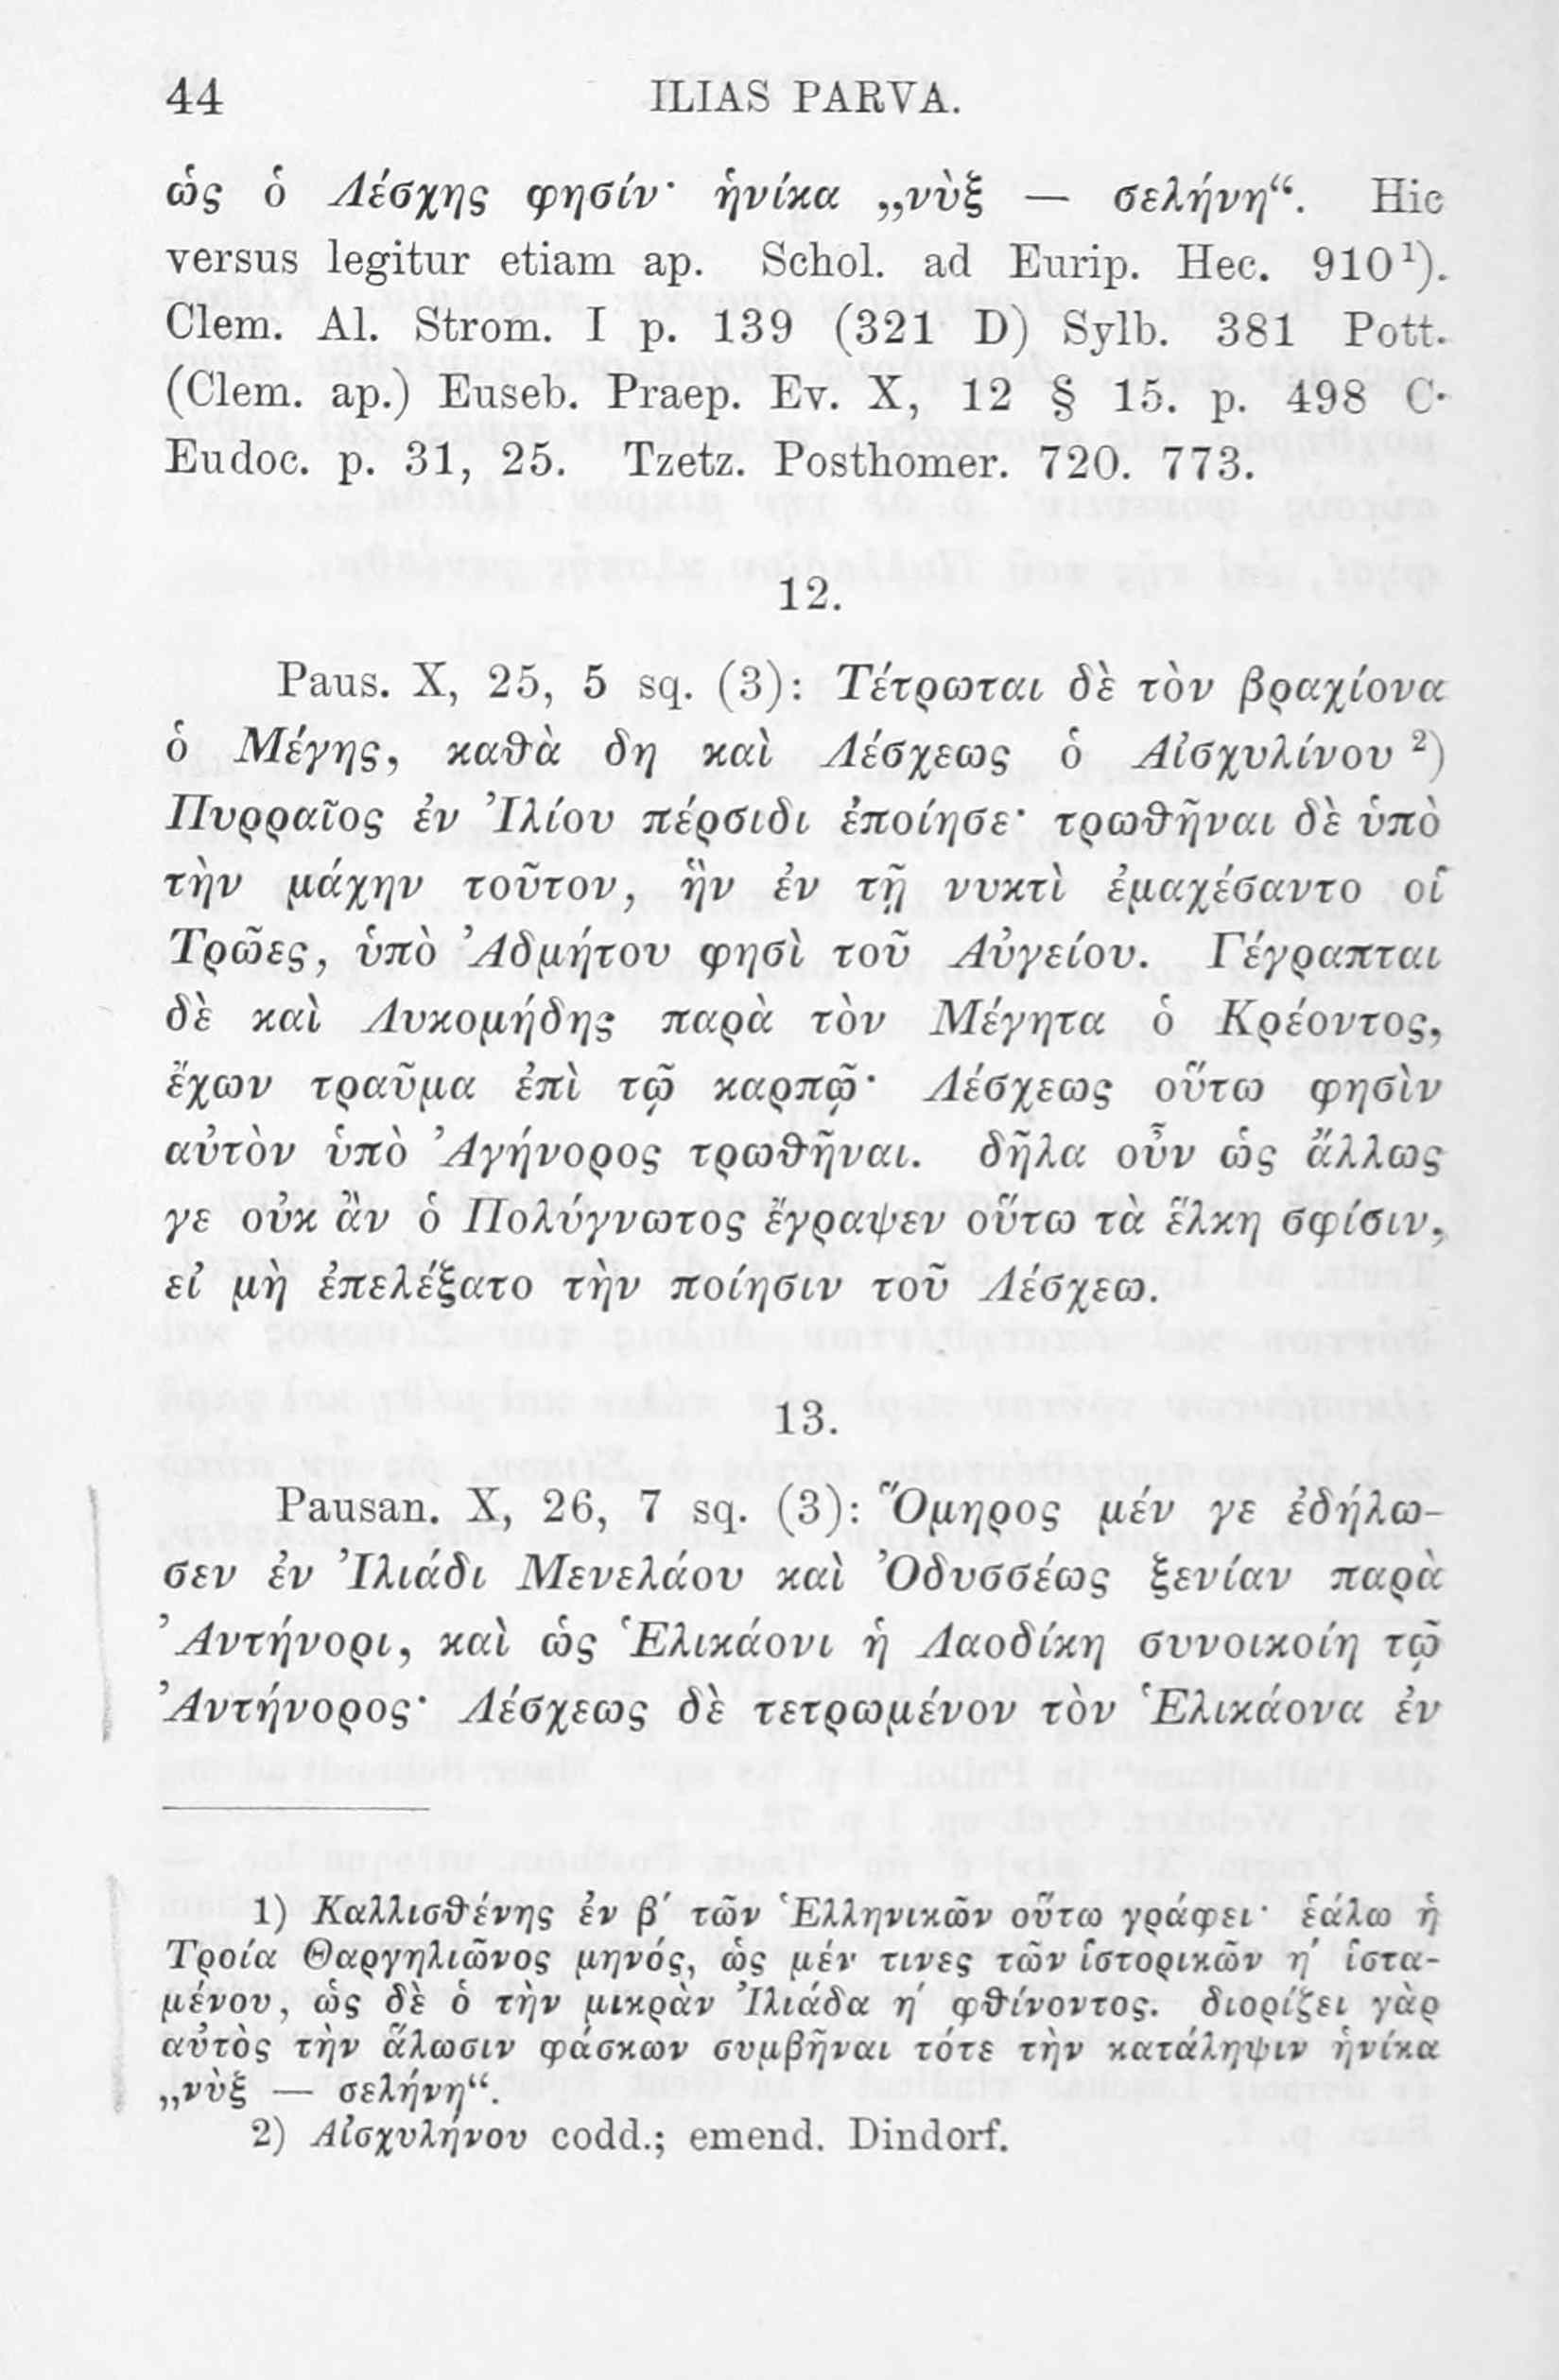 44 ILIAS PARVA.
ὡς ὁ Λέσχης φησίν· ἡνίκα „νὺξ — σελήνη“. Hic
versus legitur etiam ap. Schol. ad Eurip. Hec. 910¹).
Clem. Al. Strom. I p. 139 (321 D) Sylb. 381 Pott.
(Clem. ap.) Euseb. Praep. Ev. X, 12 § 15. p. 498 C·
Eudoc. p. 31, 25. Tzetz. Posthomer. 720. 773.
12.
Paus. X, 25, 5 sq. (3): Τέτρωται δὲ τὸν βραχίονα
ὁ Μέγης, καθὰ δη καὶ Λέσχεως ὁ Αἰσχυλίνου ²)
Πυρραῖος ἐν Ἰλίου πέρσιδι ἐποίησε· τρωθῆναι δὲ ὑπὸ
τὴν μάχην τοῦτον, ἣν ἐν τῇ νυκτὶ ἐμαχέσαντο οἱ
Τρῶες, ὑπὸ Ἀδμήτου φησὶ τοῦ Αὐγείου. Γέγραπται
δὲ καὶ Λυκομήδης παρὰ τὸν Μέγητα ὁ Κρέοντος,
ἔχων τραῦμα ἐπὶ τῷ καρπῷ· Λέσχεως οὕτω φησὶν
αὐτὸν ὑπὸ Ἀγήνορος τρωθῆναι. δῆλα οὖν ὡς ἄλλως
γε οὐκ ἂν ὁ Πολύγνωτος ἔγραψεν οὕτω τὰ ἕλκη σφίσιν,
εἰ μὴ ἐπελέξατο τὴν ποίησιν τοῦ Λέσχεω.
13.
Pausan. X, 26, 7 sq. (3): Ὅμηρος μέν γε ἐδήλω-
σεν ἐν Ἰλιάδι Μενελάου καὶ Ὀδυσσέως ξενίαν παρὰ
Ἀντήνορι, καὶ ὡς Ἑλικάονι ἡ Λαοδίκη συνοικοίη τῷ
Ἀντήνορος· Λέσχεως δὲ τετρωμένον τὸν Ἑλικάονα ἐν
1) Καλλισθένης ἐν β´ τῶν Ἑλληνικῶν οὕτω γράφει· ἑάλω ἡ
Τροία Θαργηλιῶνος μηνός, ὡς μέν τινες τῶν ἱστορικῶν η´ ἱστα-
μένου, ὡς δὲ ὁ τὴν μικρὰν Ἰλιάδα η´ φθίνοντος. διορίζει γὰρ
αὐτὸς τὴν ἅλωσιν φάσκων συμβῆναι τότε τὴν κατάληψιν ἡνίκα
„νὺξ — σελήνη“.
2) Αἰσχυλήνου codd.; emend. Dindorf.